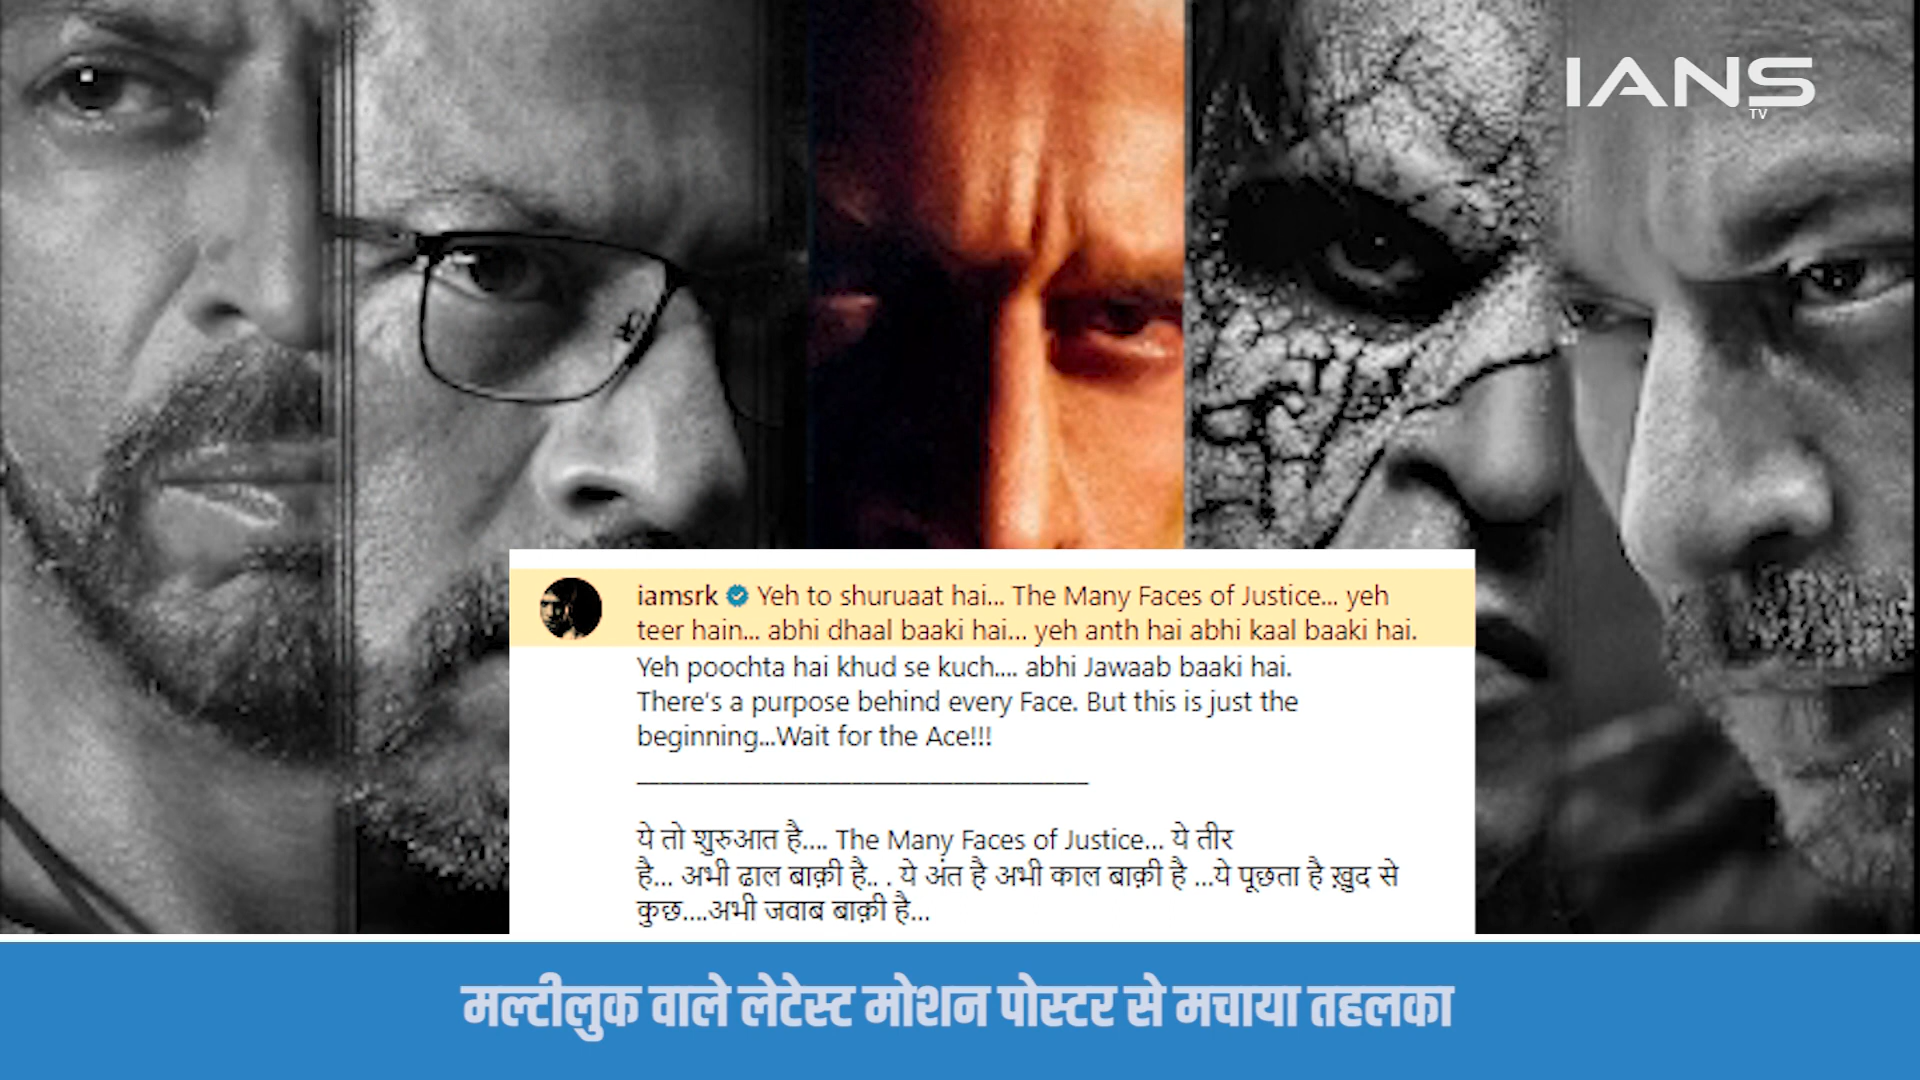 IANS
TV
iamsrk Yeh to shuruaat hai... The Many Faces of Justice... yeh
teer hain... abhi dhaal baaki hai... yeh anth hai abhi kaal baaki hai.
Yeh poochta hai khud se kuch.... abhi Jawaab baaki hai.
There's a purpose behind every Face. But this is just the
beginning...Wait for the Ace!!!
ये तो शुरुआत है.... The Many Faces of Justice... ये तीर
है... अभी ढाल बाक़ी है.. . ये अंत है अभी काल बाक़ी है ...ये पूछता है ख़ुद से
कुछ....अभी जवाब बाक़ी है...
मल्टीलुक वाले लेटेस्ट मोशन पोस्टर से मचाया तहलका